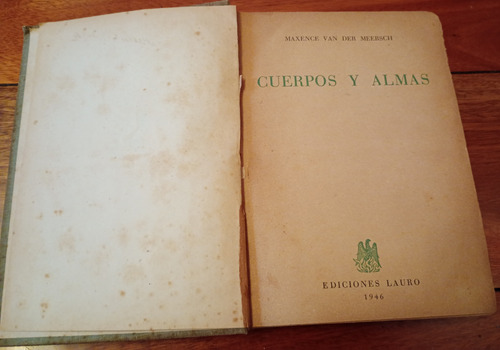 MAXENCE VAN DER MEERSCH
CUERPOS Y ALMAS
EDICIONES LAURO
1946